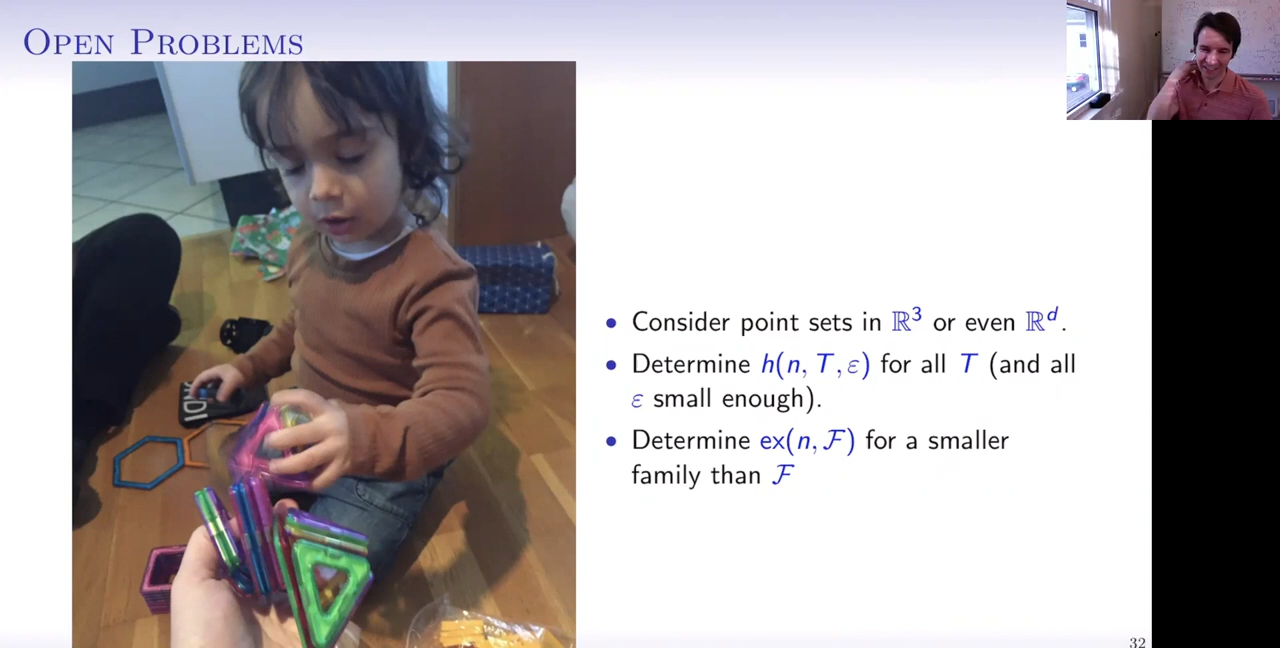 OPEN PROBLEMS
• Consider point sets in ℝ³ or even ℝᵈ.
• Determine h(n, T, ε) for all T (and all
ε small enough).
• Determine ex(n, ℱ) for a smaller
family than ℱ
32